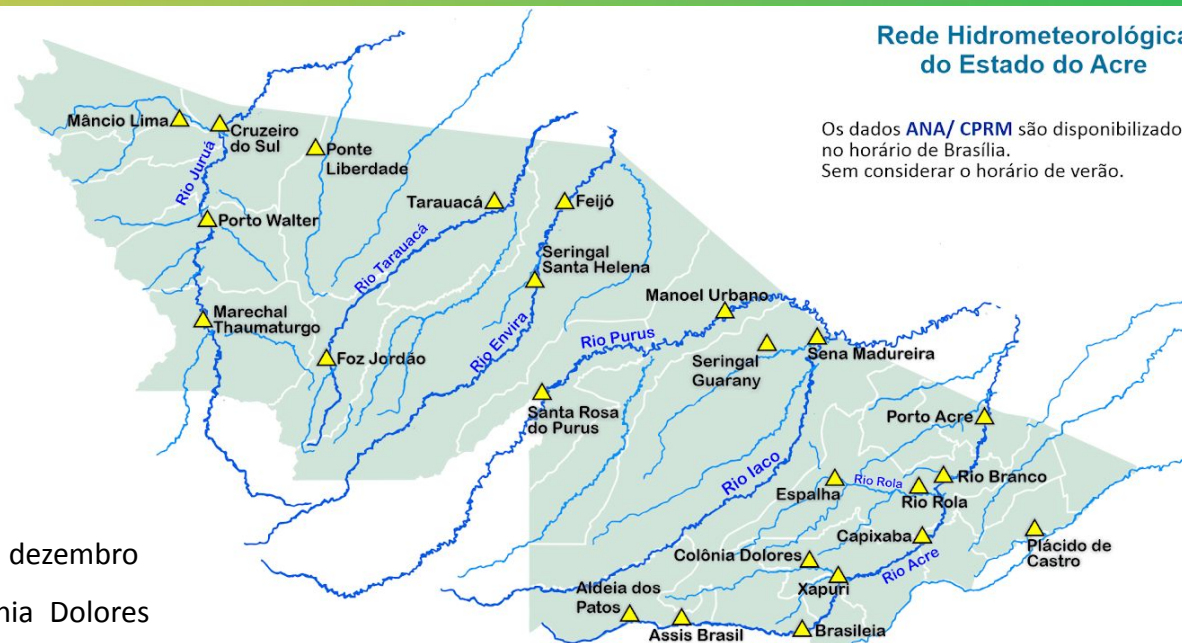 Rede Hidrometeorológica
do Estado do Acre
Os dados ANA/ CPRM são disponibilizado
no horário de Brasília.
Sem considerar o horário de verão.
Mâncio Lima
Cruzeiro
do Sul
Ponte
Liberdade
Rio Juruá
Porto Walter
Tarauacá
Feijó
Rio Tarauacá
Seringal
Santa Helena
Marechal
Thaumaturgo
Foz Jordão
Rio Envira
Manoel Urbano
Rio Purus
Seringal
Guarany
Sena Madureira
Santa Rosa
do Purus
Porto Acre
Rio Iaco
Espalha
Rio Rola
Rio Rola
Rio Branco
Capixaba
Plácido de
Castro
Colônia Dolores
Rio Acre
Xapuri
Aldeia dos
Patos
Assis Brasil
Brasileia
dezembro
nia Dolores